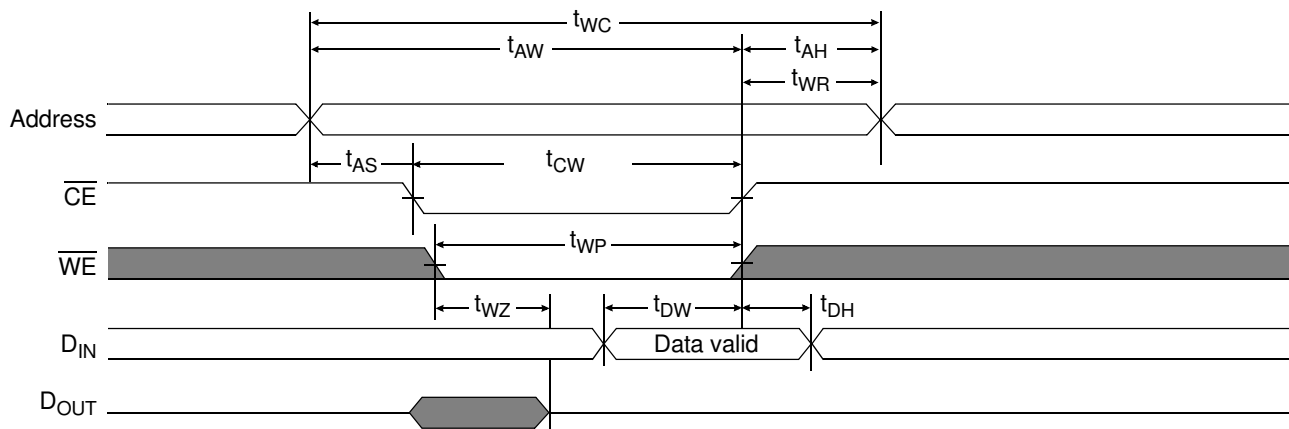 tWC
tAW
tAH
tWR
Address
tAS
tCW
CE
tWP
WE
tWZ
tDW
tDH
DIN
Data valid
DOUT